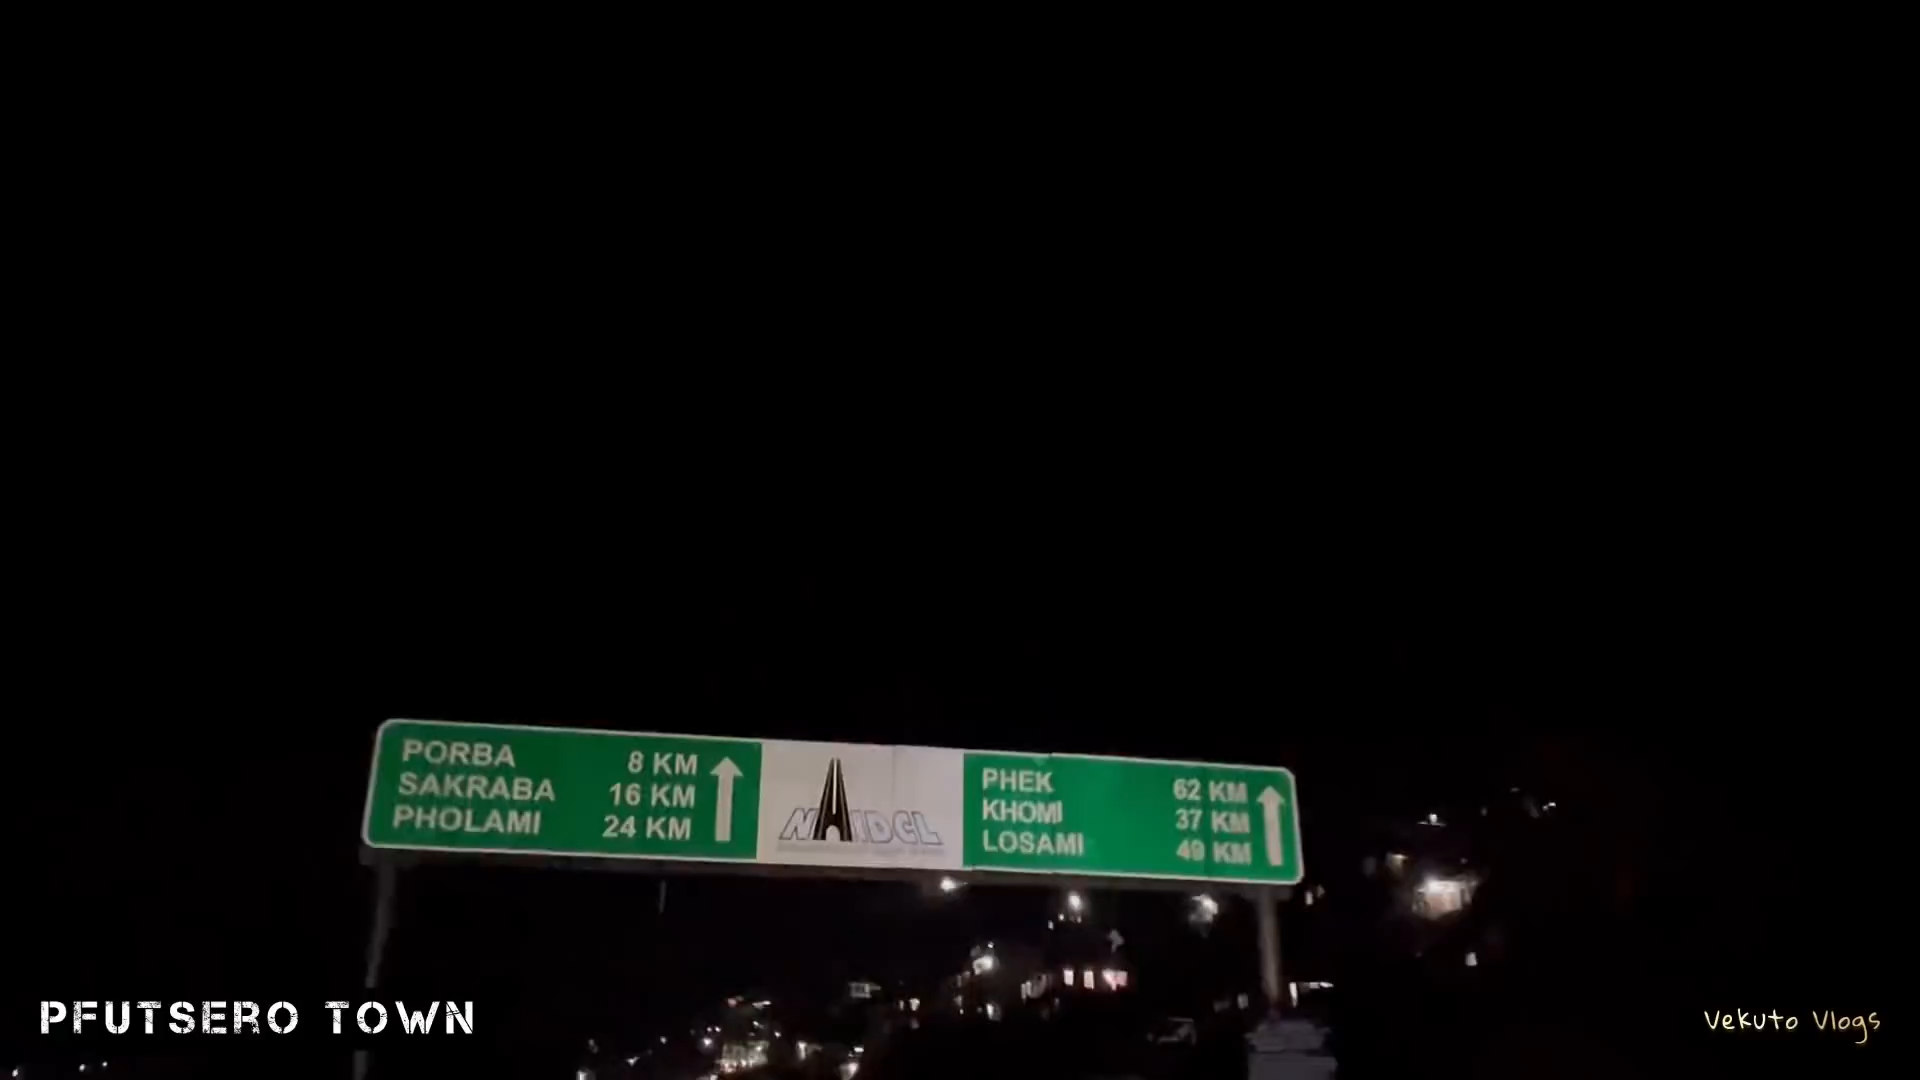 PORBA 8 KM
SAKRABA 16 KM
PHOLAMI 24 KM
NHIDCL
PHEK 62 KM
KHOMI 37 KM
LOSAMI 49 KM
PFUTSERO TOWN
Vekuto Vlogs